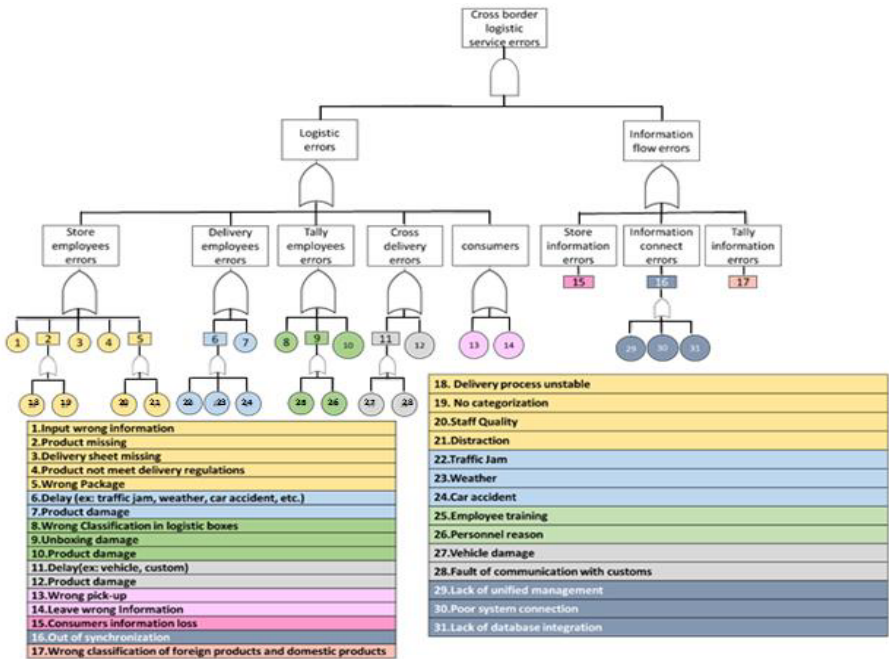 Cross border
logistic
service errors
Logistic
errors
Information
flow errors
Store
employees
errors
Delivery
employees
errors
Tally
employees
errors
Cross
delivery
errors
consumers
Store
information
errors
Information
connect
errors
Tally
information
errors
15
16
17
1
2
3
4
5
6
7
8
9
10
11
12
13
14
29
30
31
18
19
20
21
22
23
24
25
26
27
28
1.Input wrong information
2.Product missing
3.Delivery sheet missing
4.Product not meet delivery regulations
5.Wrong Package
6.Delay (ex: traffic jam, weather, car accident, etc.)
7.Product damage
8.Wrong Classification in logistic boxes
9.Unboxing damage
10.Product damage
11.Delay(ex: vehicle, custom)
12.Product damage
13.Wrong pick-up
14.Leave wrong Information
15.Consumers information loss
16.Out of synchronization
17.Wrong classification of foreign products and domestic products
18. Delivery process unstable
19. No categorization
20.Staff Quality
21.Distraction
22.Traffic Jam
23.Weather
24.Car accident
25.Employee training
26.Personnel reason
27.Vehicle damage
28.Fault of communication with customs
29.Lack of unified management
30.Poor system connection
31.Lack of database integration